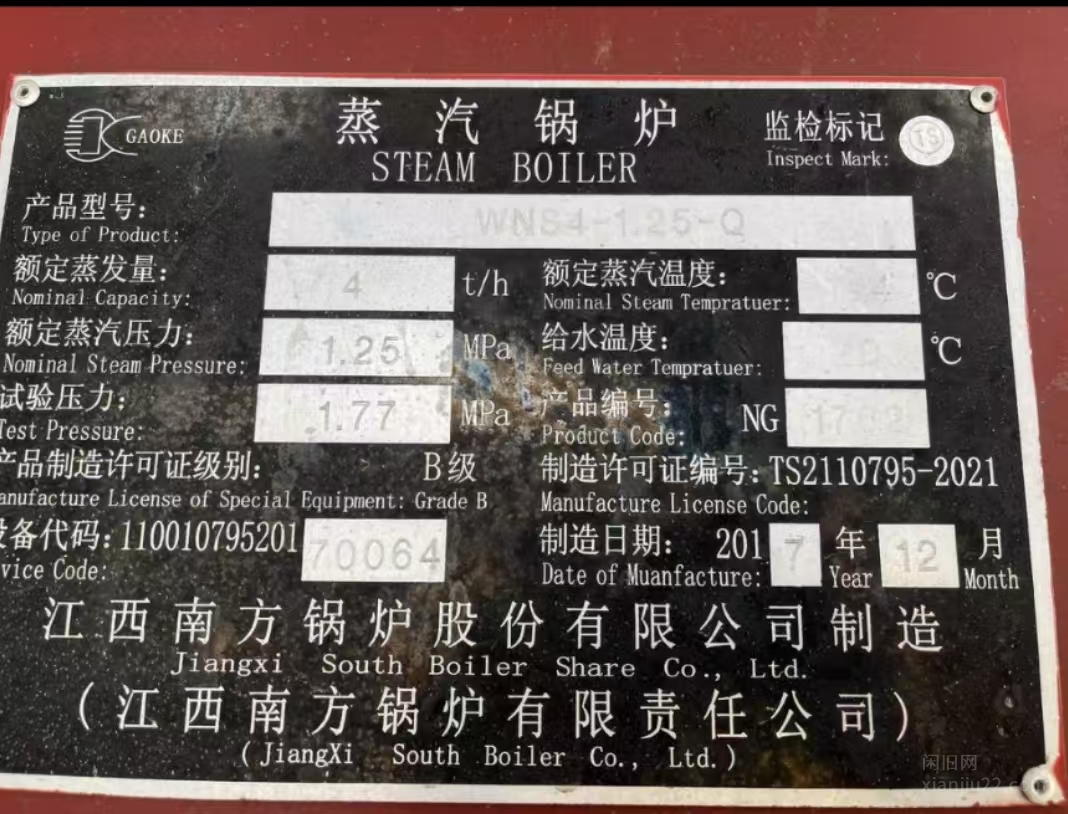 GAOKE
蒸汽锅炉
STEAM BOILER
监检标记
Inspect Mark:
TS
产品型号:
Type of Product:
WNS4-1.25-Q
额定蒸发量:
Nominal Capacity:
4 t/h
额定蒸汽温度:
Nominal Steam Tempratuer:
℃
额定蒸汽压力:
Nominal Steam Pressure:
1.25 MPa
给水温度:
Feed Water Tempratuer:
℃
试验压力:
Test Pressure:
1.77 MPa
产品编号:
Product Code:
NG
产品制造许可证级别: B级
anufacture License of Special Equipment: Grade B
制造许可证编号:TS2110795-2021
Manufacture License Code:
设备代码:11001079520170064
vice Code:
制造日期: 2017年12月
Date of Muanfacture: Year Month
江西南方锅炉股份有限公司制造
Jiangxi South Boiler Share Co., Ltd.
(江西南方锅炉有限责任公司)
(JiangXi South Boiler Co., Ltd.)
闲旧网
xianjiu22.com